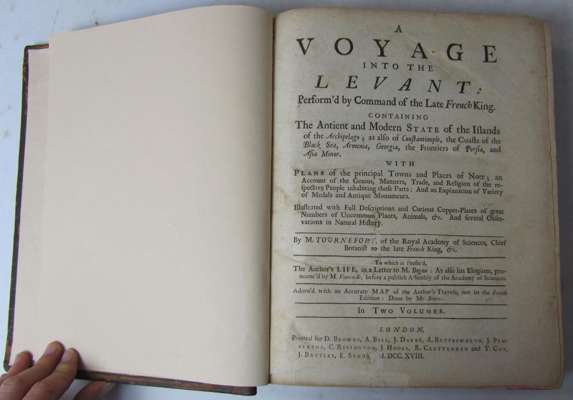 A
VOYAGE
INTO THE
LEVANT:
Perform'd by Command of the Late French King.
CONTAINING
The Antient and Modern STATE of the Islands
of the Archipelago; as also of Constantinople, the Coasts of the
Black Sea, Armenia, Georgia, the Frontiers of Persia, and
Asia Minor.
WITH
PLANS of the principal Towns and Places of Note; an
Account of the Genius, Manners, Trade, and Religion of the re-
spective People inhabiting those Parts: And an Explanation of Variety
of Medals and Antique Monuments.
Illustrated with Full Descriptions and Curious Copper-Plates of great
Numbers of Uncommon Plants, Animals, &c. And several Obser-
vations in Natural History.
By M. TOURNEFORT, of the Royal Academy of Sciences, Chief
Botanist to the late French King, &c.
To which is Prefix'd,
The Author's LIFE, in a Letter to M. Begon: As also his Elogium, pro-
nounc'd by M. Fontenelle, before a publick Assembly of the Academy of Sciences.
Adorn'd with an Accurate MAP of the Author's Travels, not in the French
Edition: Done by Mr. Senex.
In TWO VOLUMES.
LONDON,
Printed for D. BROWNE, A. BELL, J. DARBY, A. BETTESWORTH, J. PEM-
BERTON, C. RIVINGTON, J. HOOKE, R. CRUTTENDEN and T. COX,
J. BATTLEY, E. SYMON. M.DCC.XVIII.